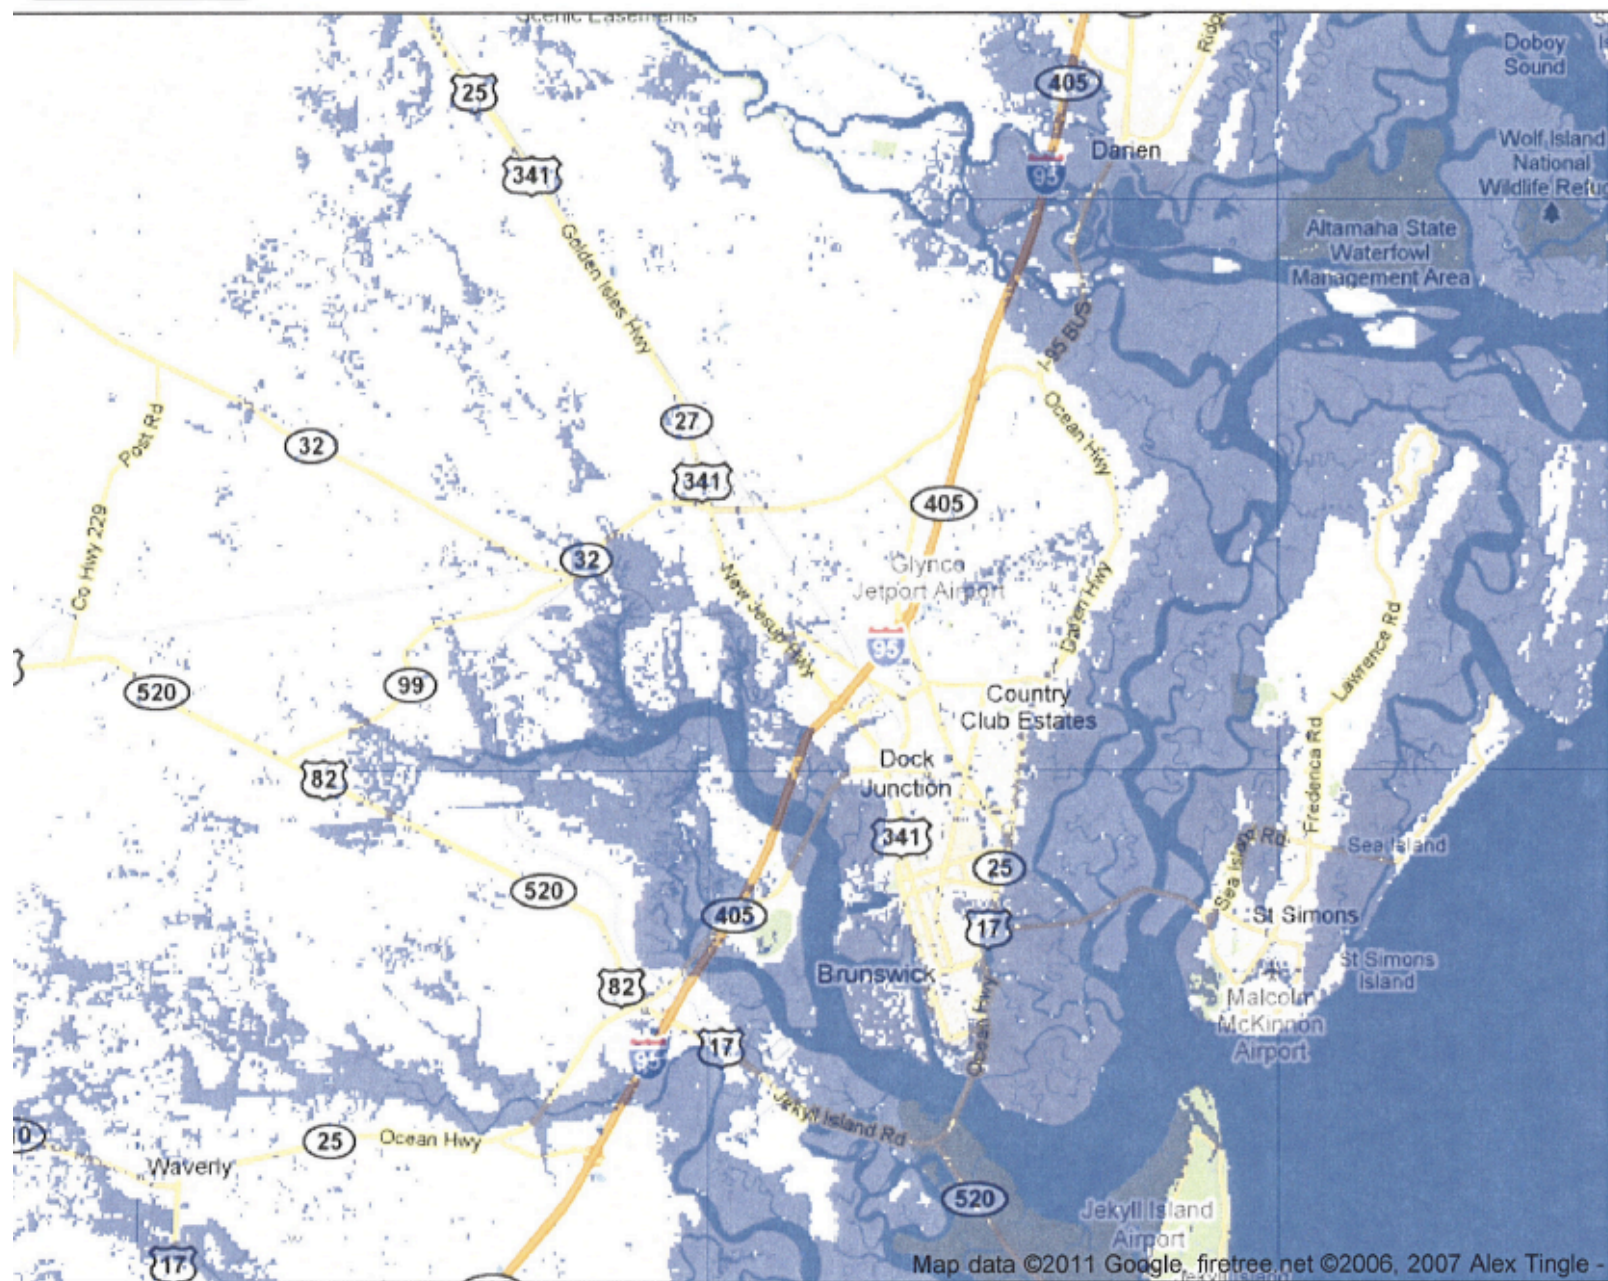 Scenic Easements
25
405
Doboy
Sound
341
Darien
95
Wolf Island
National
Wildlife Refug
Altamaha State
Waterfowl
Management Area
Golden Isles Hwy
I-95 BUS
Post Rd
32
27
Ocean Hwy
341
405
Co Hwy 229
32
Glynco
Jetport Airport
New Jesup Hwy
Darien Hwy
95
Lawrence Rd
520
99
Country
Club Estates
Frederica Rd
82
Dock
Junction
341
Sea Island Rd
Sea Island
25
520
405
17
St Simons
Brunswick
St Simons
Island
82
Malcolm
McKinnon
Airport
Ocean Hwy
95
17
Jekyll Island Rd
25
Ocean Hwy
Waverly
520
Jekyll Island
Airport
17
Map data ©2011 Google, firetree.net ©2006, 2007 Alex Tingle -
Jekyll Island